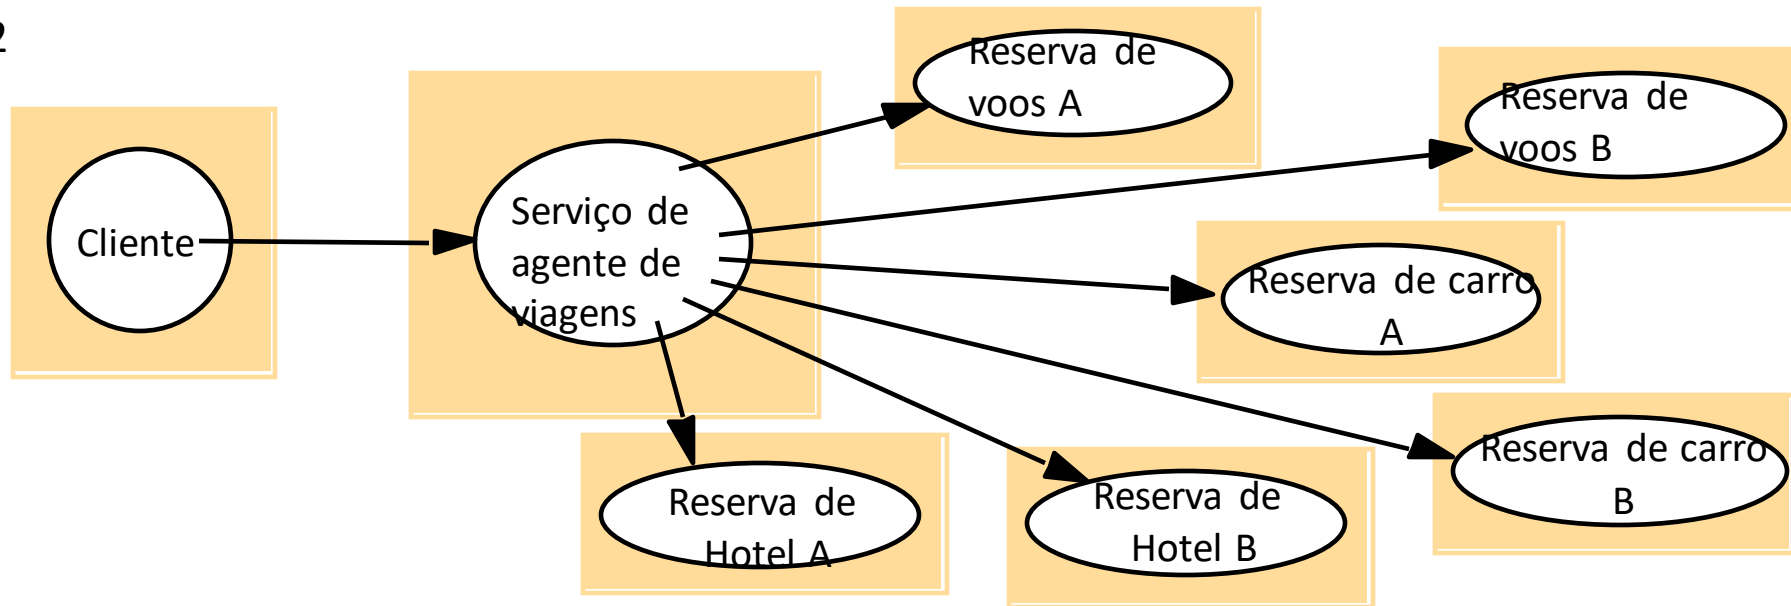 2
Reserva de
voos A
Reserva de
voos B
Cliente
Serviço de
agente de
viagens
Reserva de carro
A
Reserva de carro
B
Reserva de
Hotel A
Reserva de
Hotel B